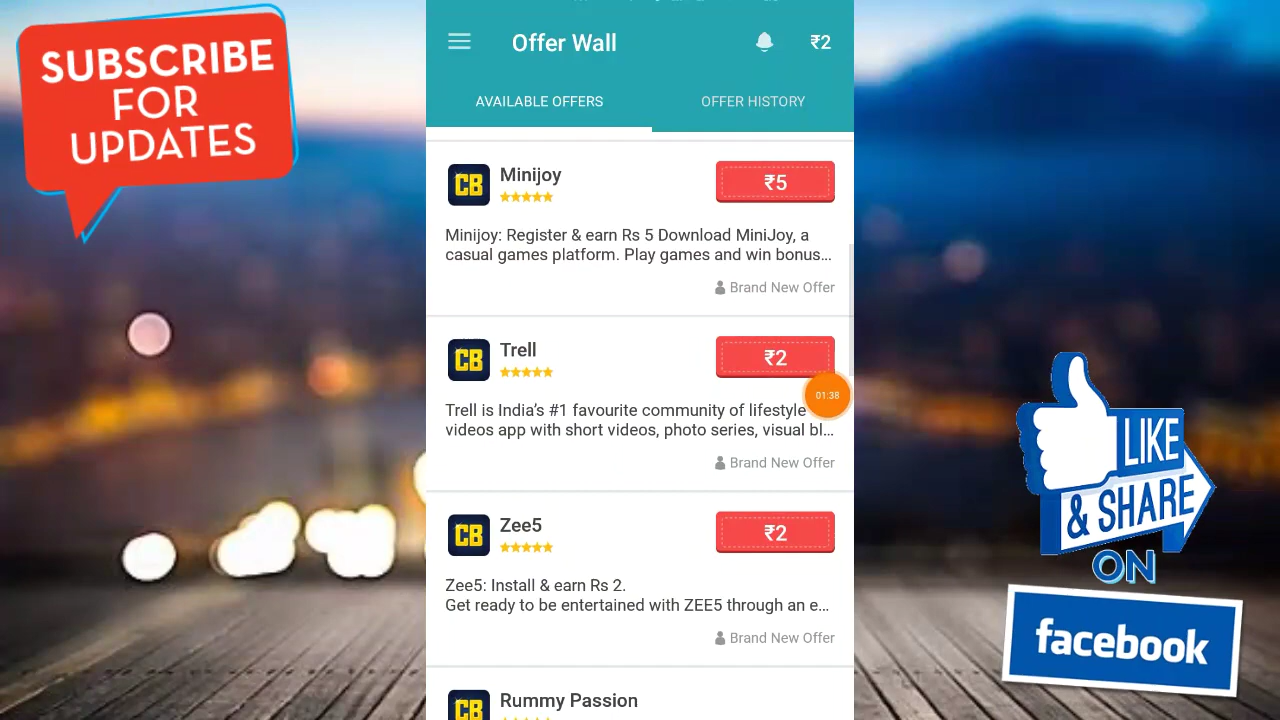 SUBSCRIBE
FOR
UPDATES
Offer Wall
₹2
AVAILABLE OFFERS
OFFER HISTORY
CB
Minijoy
₹5
Minijoy: Register & earn Rs 5 Download MiniJoy, a
casual games platform. Play games and win bonus...
Brand New Offer
CB
Trell
₹2
01:38
Trell is India’s #1 favourite community of lifestyle
videos app with short videos, photo series, visual bl...
Brand New Offer
CB
Zee5
₹2
Zee5: Install & earn Rs 2.
Get ready to be entertained with ZEE5 through an e...
Brand New Offer
CB
Rummy Passion
LIKE
& SHARE
ON
facebook